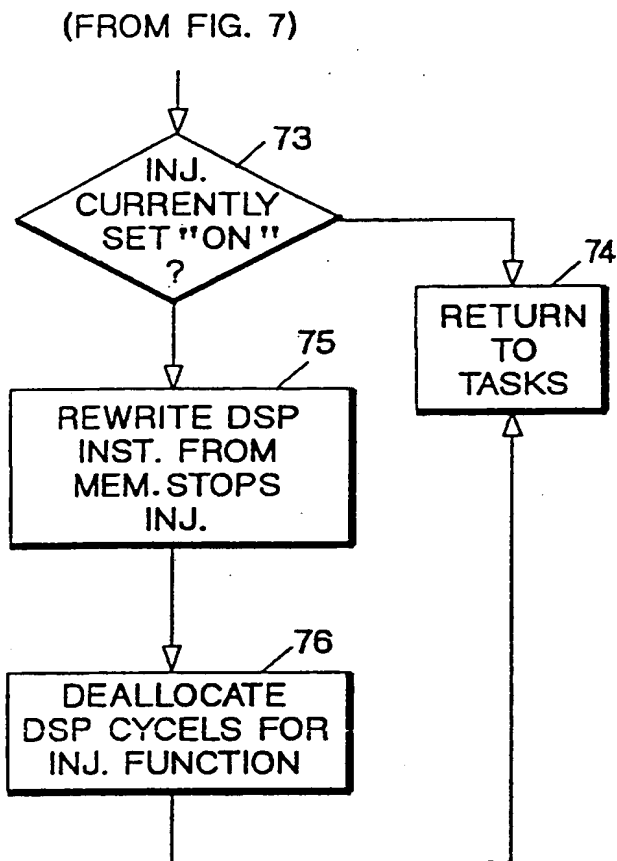 (FROM FIG. 7)
73
INJ.
CURRENTLY
SET "ON"
?
74
RETURN
TO
TASKS
75
REWRITE DSP
INST. FROM
MEM. STOPS
INJ.
76
DEALLOCATE
DSP CYCELS FOR
INJ. FUNCTION